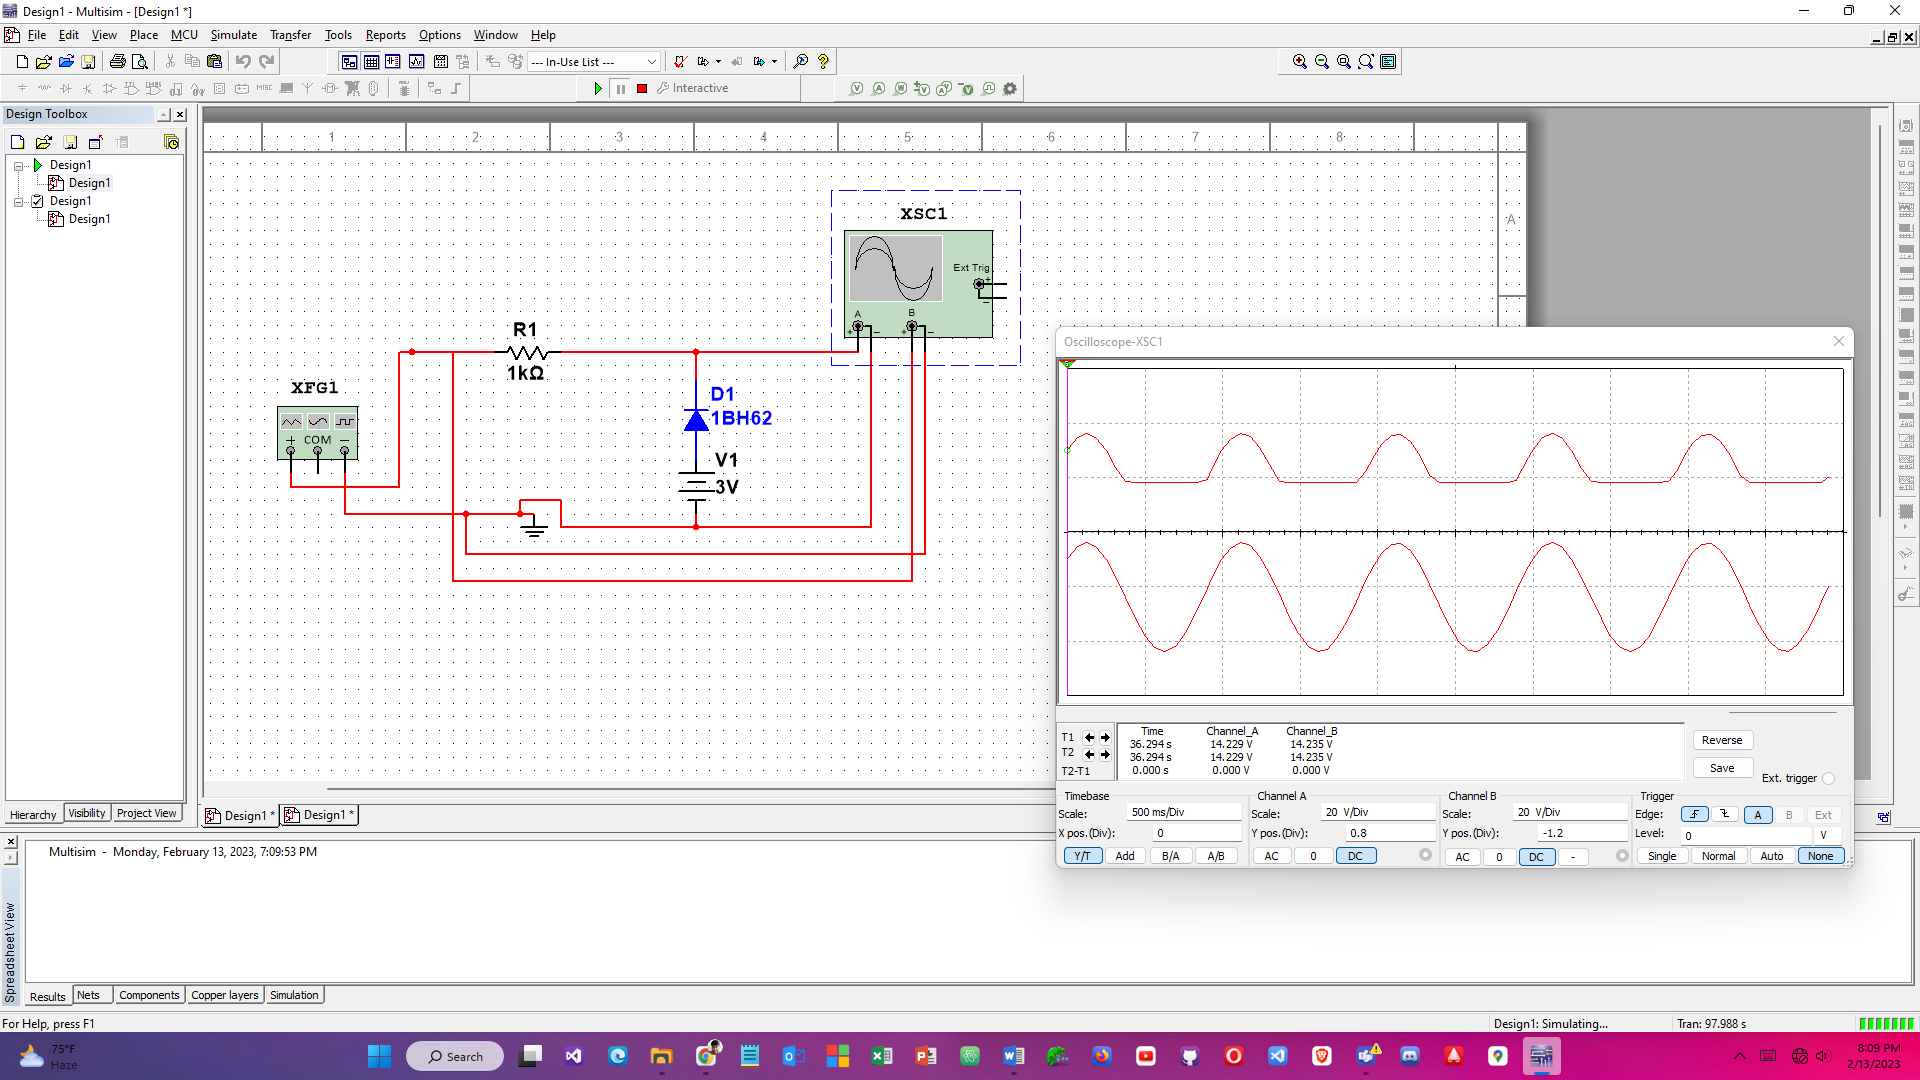 Design1 - Multisim - [Design1 *]
File Edit View Place MCU Simulate Transfer Tools Reports Options Window Help
--- In-Use List ---
Interactive
Design Toolbox
Design1
Design1
Design1
Design1
Hierarchy Visibility Project View
1 2 3 4 5 6 7 8
A
XSC1
Ext Trig
+
−
A
B
+ − + −
R1
1kΩ
XFG1
+ COM −
D1
1BH62
V1
3V
Design1 * Design1 *
Oscilloscope-XSC1
T1
T2
T2-T1
Time Channel_A Channel_B
36.294 s 14.229 V 14.235 V
36.294 s 14.229 V 14.235 V
0.000 s 0.000 V 0.000 V
Reverse
Save
Ext. trigger
Timebase
Scale: 500 ms/Div
X pos.(Div): 0
Y/T Add B/A A/B
Channel A
Scale: 20 V/Div
Y pos.(Div): 0.8
AC 0 DC
Channel B
Scale: 20 V/Div
Y pos.(Div): -1.2
AC 0 DC -
Trigger
Edge: A B Ext
Level: 0 V
Single Normal Auto None
Multisim - Monday, February 13, 2023, 7:09:53 PM
Spreadsheet View
Results Nets Components Copper layers Simulation
For Help, press F1
Design1: Simulating...
Tran: 97.988 s
75°F
Haze
Search
8:09 PM
2/13/2023